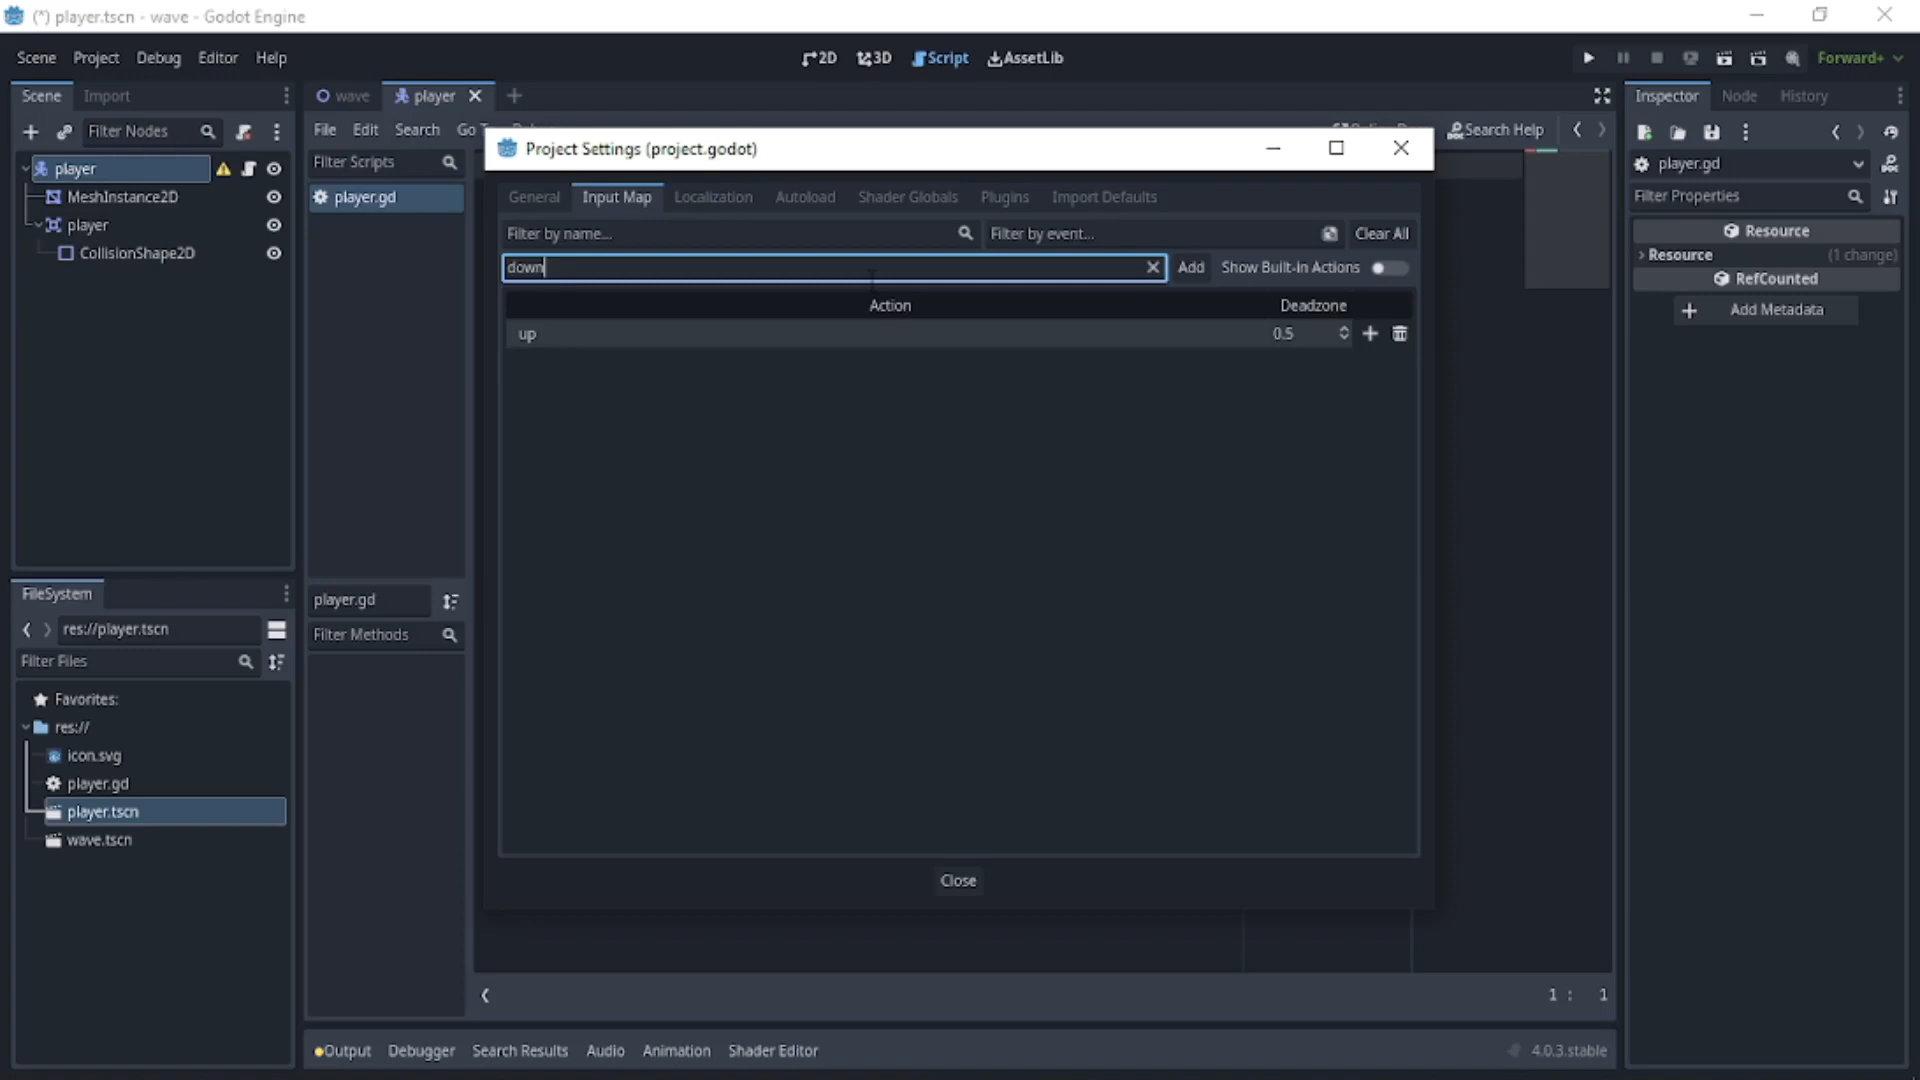 (*) player.tscn - wave - Godot Engine
Scene Project Debug Editor Help
2D 3D Script AssetLib
Forward+
Scene Import
wave player
Inspector Node History
Filter Nodes
File Edit Search
Search Help
Project Settings (project.godot)
player
MeshInstance2D
player
CollisionShape2D
Filter Scripts
player.gd
General Input Map Localization Autoload Shader Globals Plugins Import Defaults
Filter by name... Filter by event... Clear All
down Add Show Built-in Actions
Action Deadzone
up 0.5
Close
player.gd
Filter Properties
Resource
Resource (1 change)
RefCounted
Add Metadata
FileSystem
res://player.tscn
Filter Files
Favorites:
res://
icon.svg
player.gd
player.tscn
wave.tscn
player.gd
Filter Methods
1 : 1
Output Debugger Search Results Audio Animation Shader Editor
4.0.3.stable